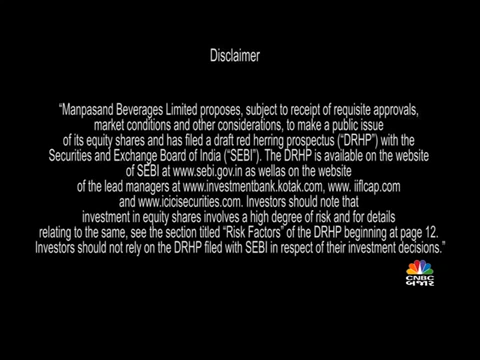 Disclaimer
“Manpasand Beverages Limited proposes, subject to receipt of requisite approvals,
market conditions and other considerations, to make a public issue
of its equity shares and has filed a draft red herring prospectus (“DRHP”) with the
Securities and Exchange Board of India (“SEBI”). The DRHP is available on the website
of SEBI at www.sebi.gov.in as wellas on the website
of the lead managers at www.investmentbank.kotak.com, www. iiflcap.com
and www.icicisecurities.com. Investors should note that
investment in equity shares involves a high degree of risk and for details
relating to the same, see the section titled “Risk Factors” of the DRHP beginning at page 12.
Investors should not rely on the DRHP filed with SEBI in respect of their investment decisions.”
CNBC
બજાર